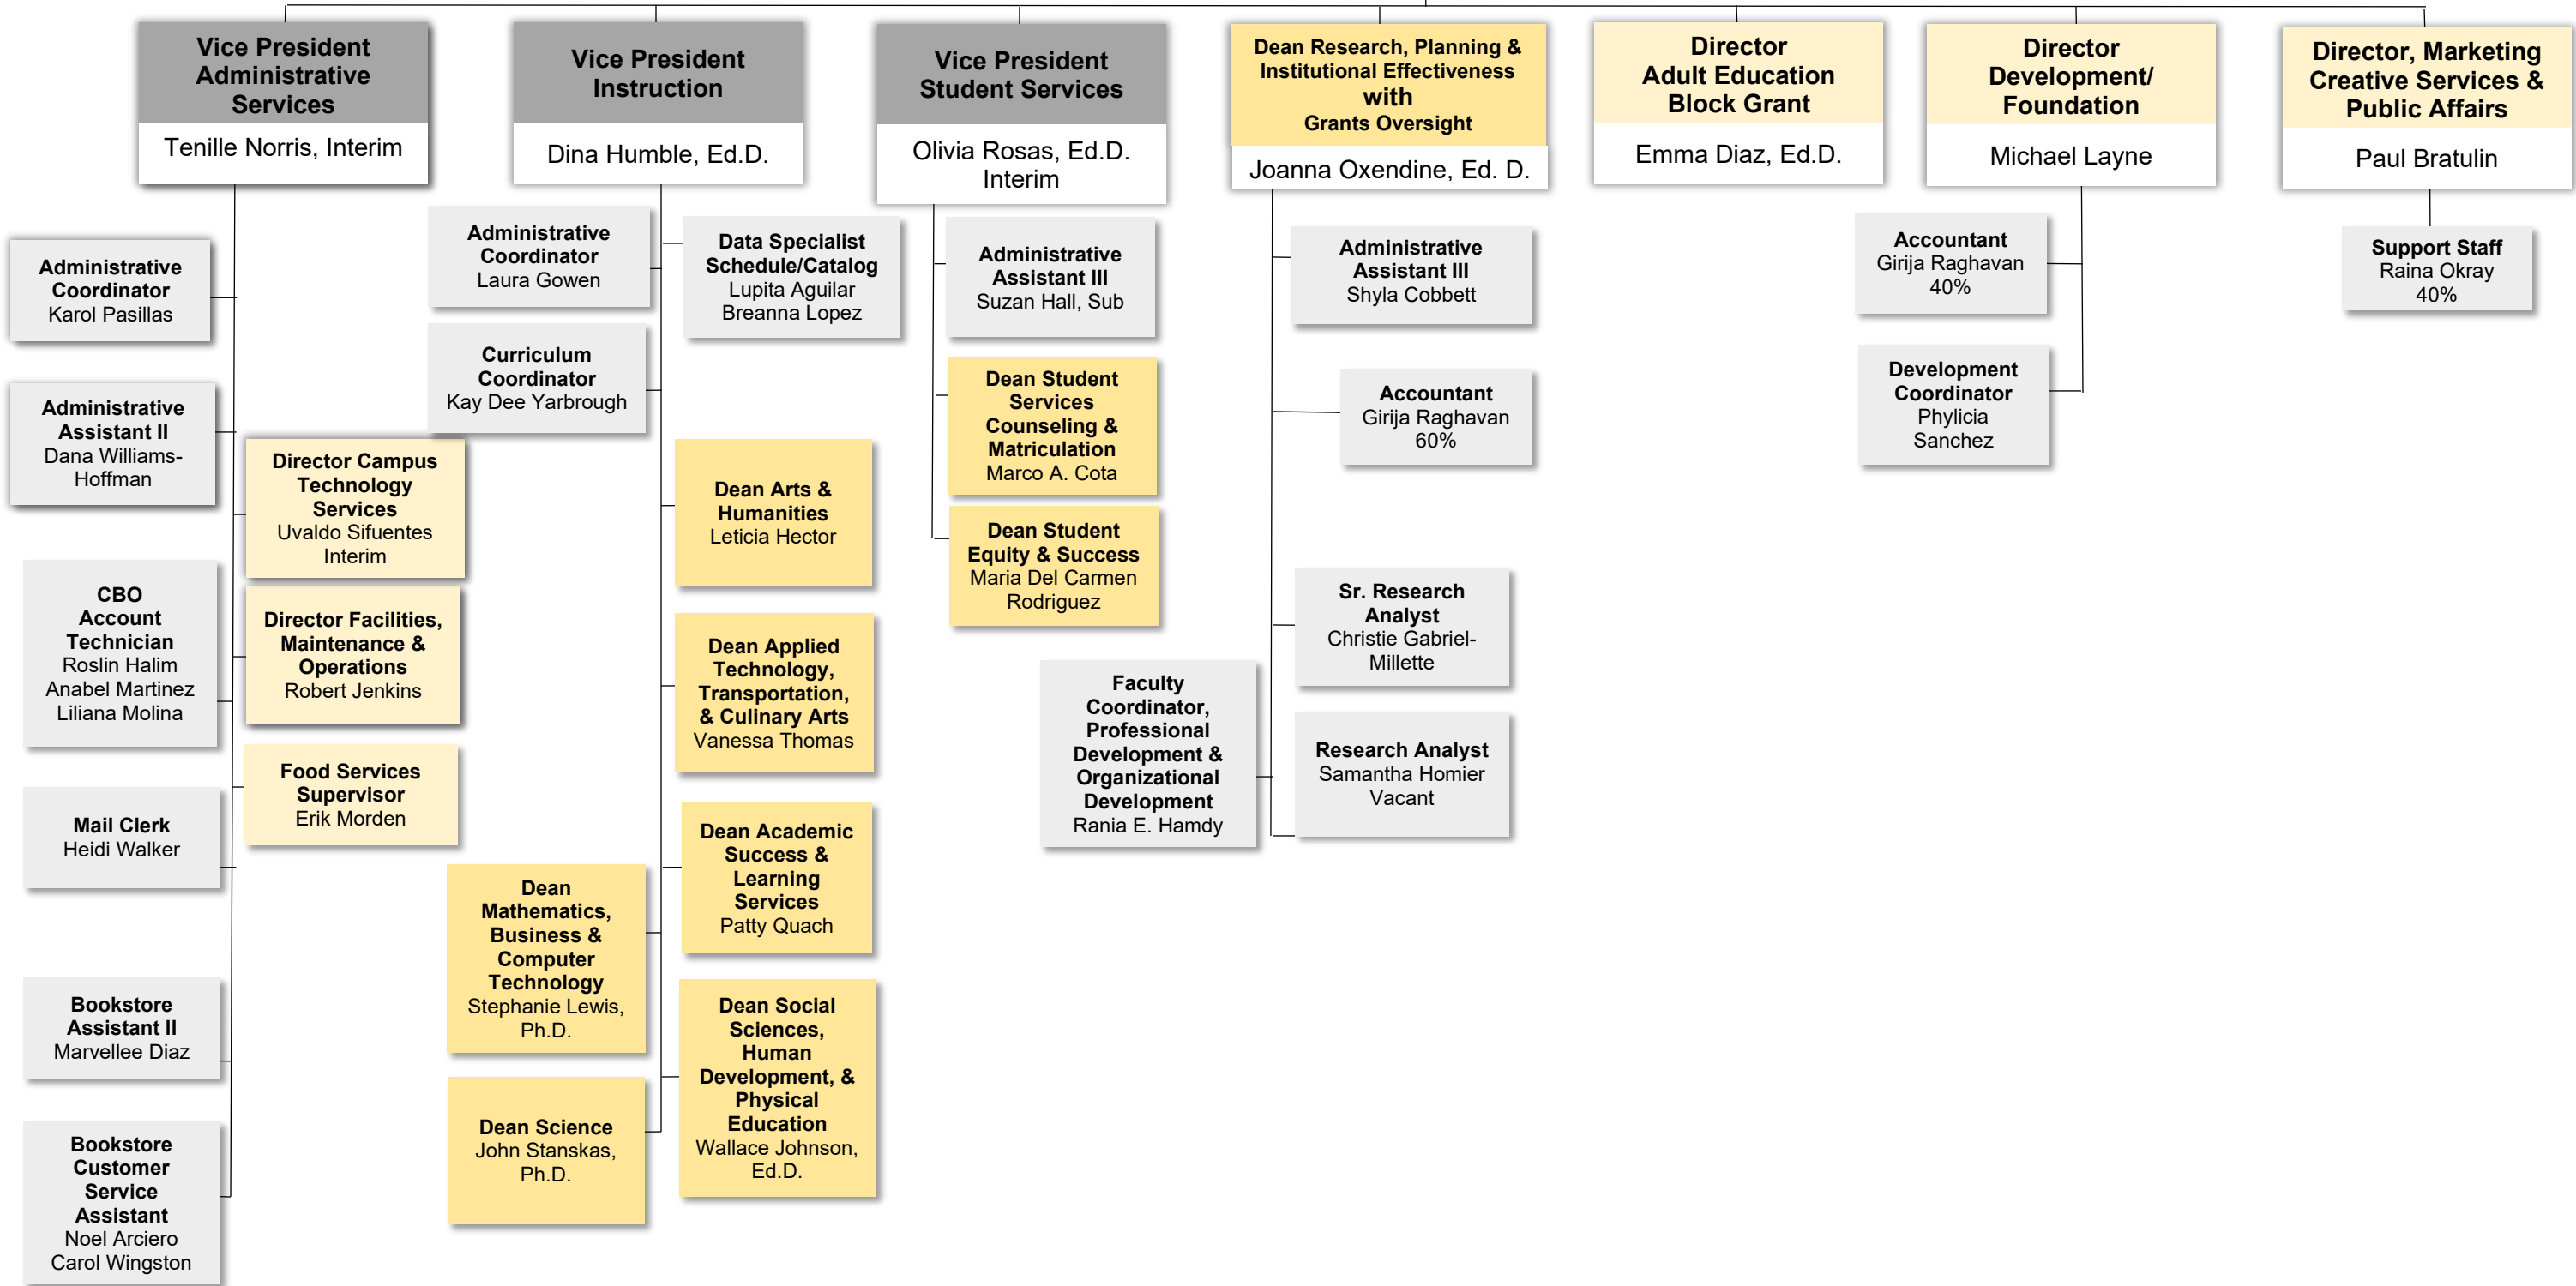 Vice President
Administrative
Services
Tenille Norris, Interim
Vice President
Instruction
Dina Humble, Ed.D.
Vice President
Student Services
Olivia Rosas, Ed.D.
Interim
Dean Research, Planning &
Institutional Effectiveness
with
Grants Oversight
Joanna Oxendine, Ed. D.
Director
Adult Education
Block Grant
Emma Diaz, Ed.D.
Director
Development/
Foundation
Michael Layne
Director, Marketing
Creative Services &
Public Affairs
Paul Bratulin
Administrative
Coordinator
Karol Pasillas
Administrative
Assistant II
Dana Williams-
Hoffman
Director Campus
Technology
Services
Uvaldo Sifuentes
Interim
CBO
Account
Technician
Roslin Halim
Anabel Martinez
Liliana Molina
Director Facilities,
Maintenance &
Operations
Robert Jenkins
Food Services
Supervisor
Erik Morden
Mail Clerk
Heidi Walker
Bookstore
Assistant II
Marvellee Diaz
Bookstore
Customer
Service
Assistant
Noel Arciero
Carol Wingston
Administrative
Coordinator
Laura Gowen
Data Specialist
Schedule/Catalog
Lupita Aguilar
Breanna Lopez
Curriculum
Coordinator
Kay Dee Yarbrough
Dean Arts &
Humanities
Leticia Hector
Dean Applied
Technology,
Transportation,
& Culinary Arts
Vanessa Thomas
Dean Academic
Success &
Learning
Services
Patty Quach
Dean
Mathematics,
Business &
Computer
Technology
Stephanie Lewis,
Ph.D.
Dean Social
Sciences,
Human
Development, &
Physical
Education
Wallace Johnson,
Ed.D.
Dean Science
John Stanskas,
Ph.D.
Administrative
Assistant III
Suzan Hall, Sub
Dean Student
Services
Counseling &
Matriculation
Marco A. Cota
Dean Student
Equity & Success
Maria Del Carmen
Rodriguez
Administrative
Assistant III
Shyla Cobbett
Accountant
Girija Raghavan
60%
Sr. Research
Analyst
Christie Gabriel-
Millette
Faculty
Coordinator,
Professional
Development &
Organizational
Development
Rania E. Hamdy
Research Analyst
Samantha Homier
Vacant
Accountant
Girija Raghavan
40%
Development
Coordinator
Phylicia
Sanchez
Support Staff
Raina Okray
40%